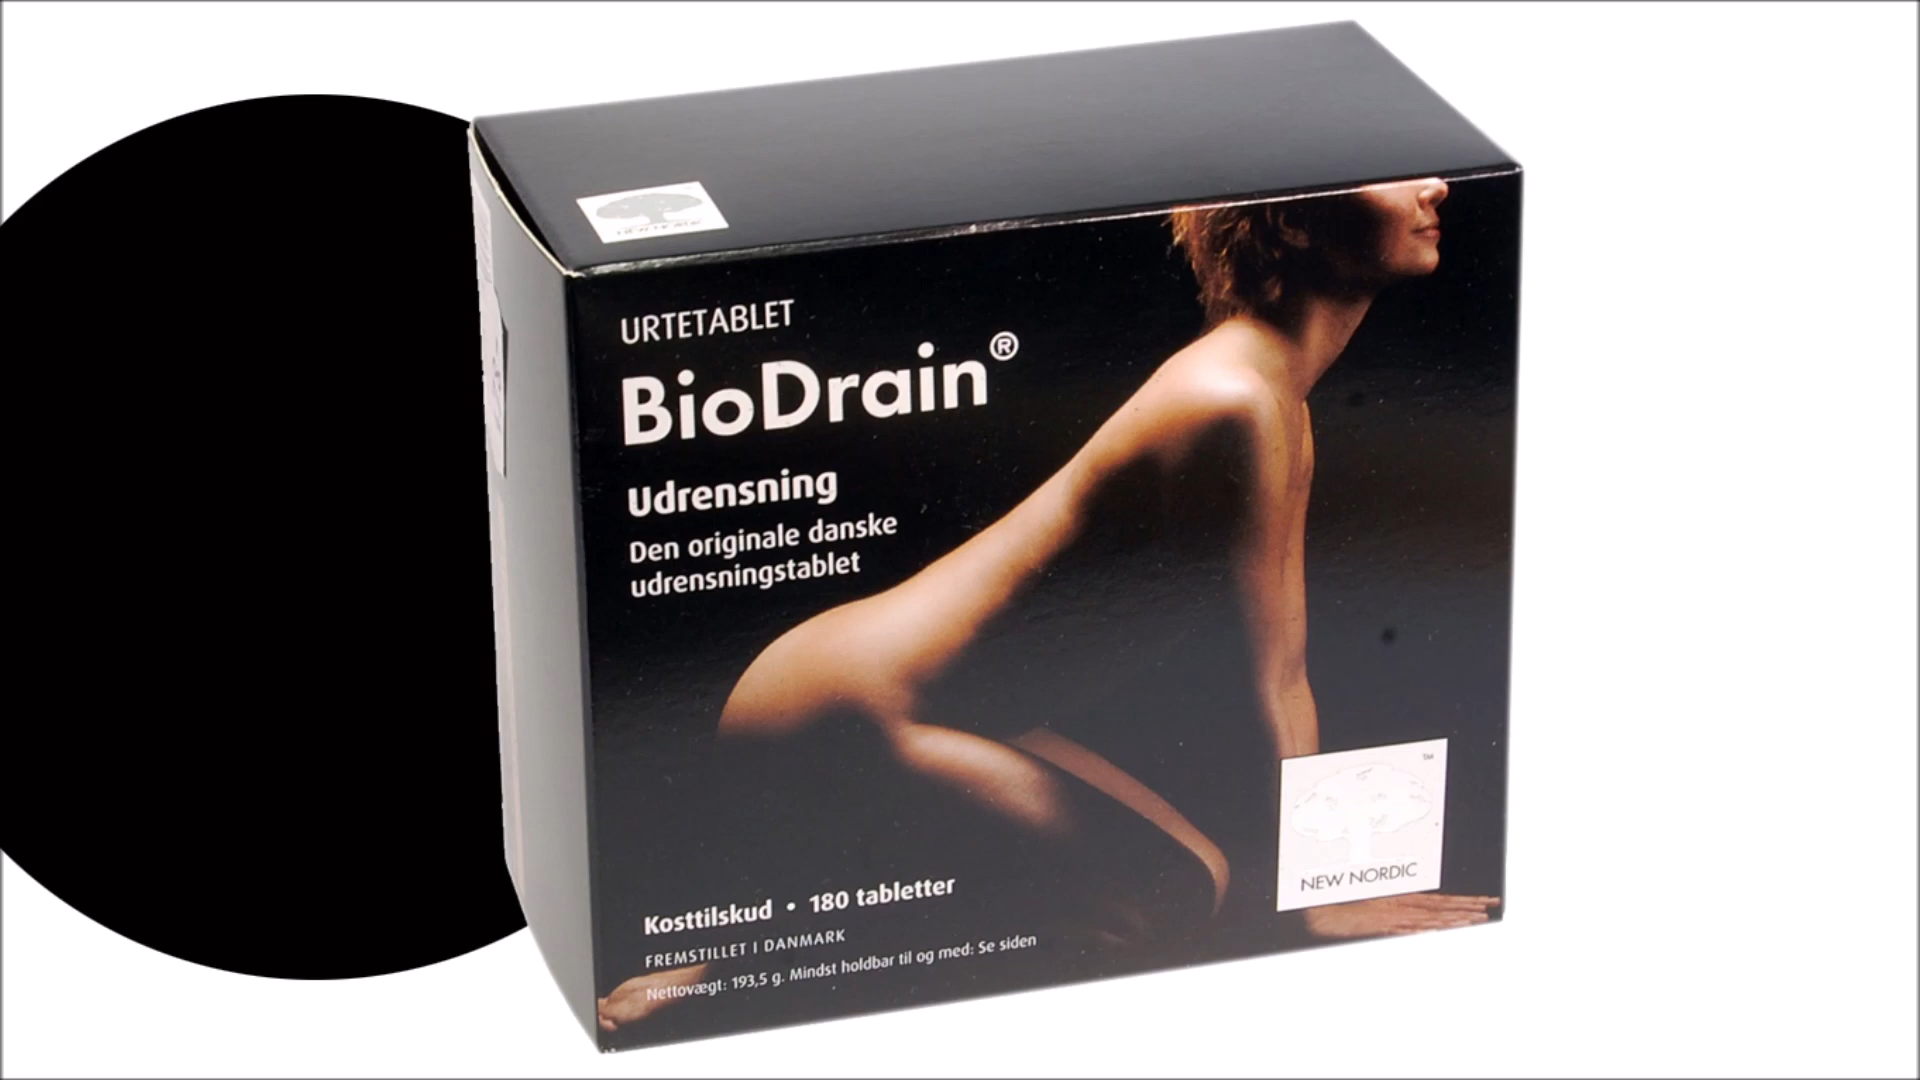 URTETABLET
BioDrain®
Udrensning
Den originale danske
udrensningstablet
TM
NEW NORDIC
Kosttilskud • 180 tabletter
FREMSTILLET I DANMARK
Nettovægt: 193,5 g. Mindst holdbar til og med: Se siden